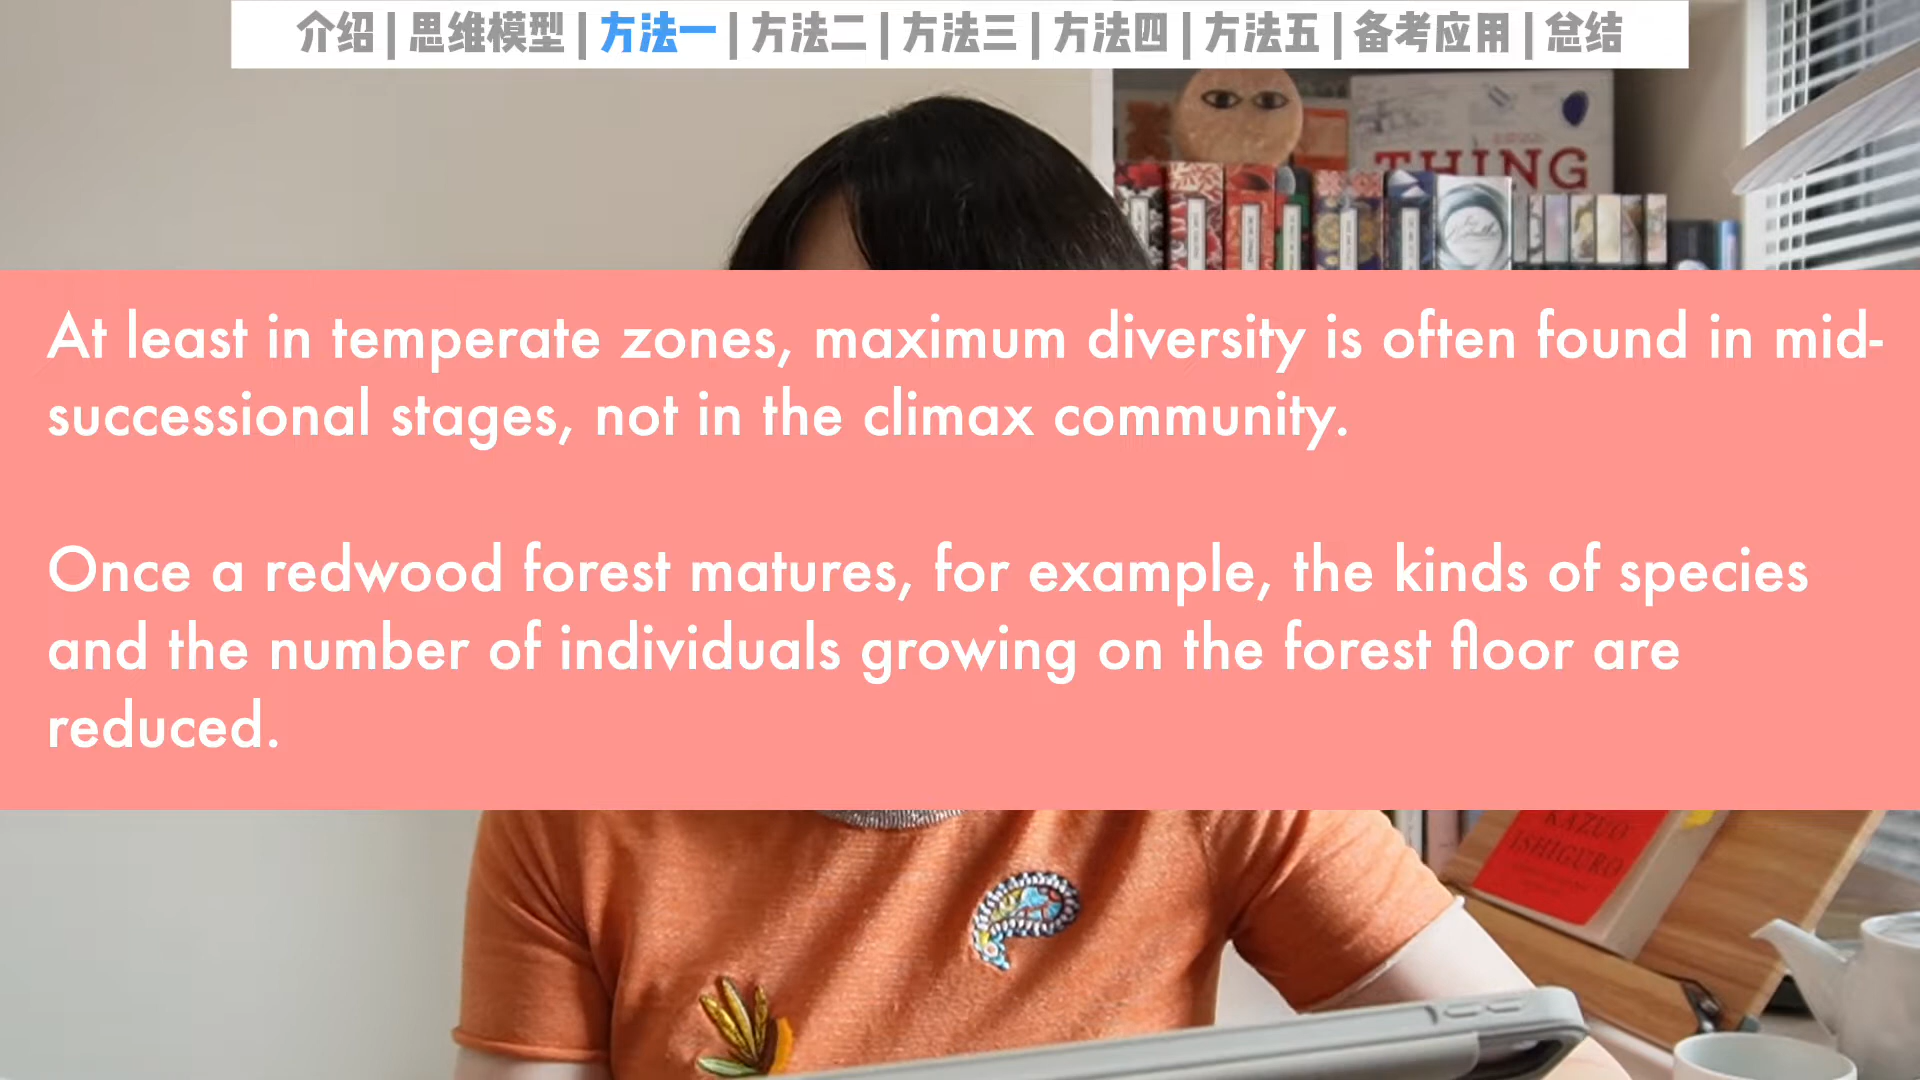 介绍 | 思维模型 | 方法一 | 方法二 | 方法三 | 方法四 | 方法五 | 备考应用 | 总结
THING
At least in temperate zones, maximum diversity is often found in mid-
successional stages, not in the climax community.
Once a redwood forest matures, for example, the kinds of species
and the number of individuals growing on the forest floor are
reduced.
KAZUO
ISHIGURO